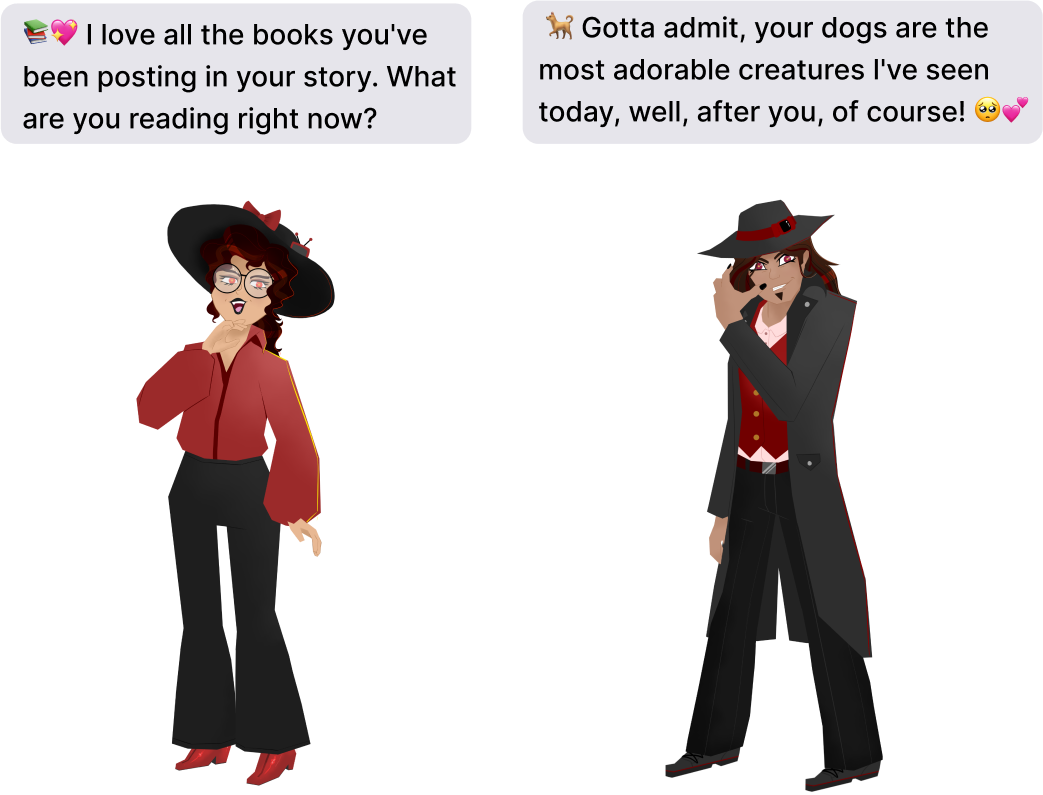 📚💖 I love all the books you've
been posting in your story. What
are you reading right now?
🐕 Gotta admit, your dogs are the
most adorable creatures I've seen
today, well, after you, of course! 🥺💕